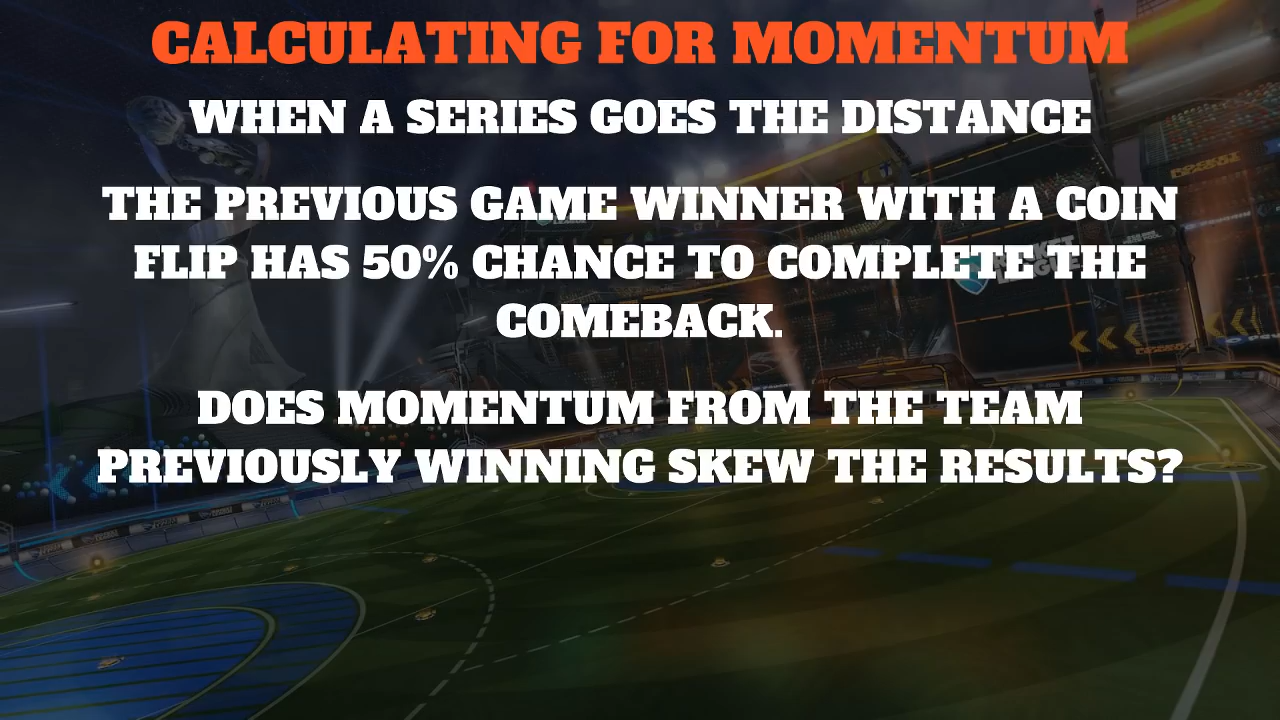 CALCULATING FOR MOMENTUM
WHEN A SERIES GOES THE DISTANCE
THE PREVIOUS GAME WINNER WITH A COIN
FLIP HAS 50% CHANCE TO COMPLETE THE
COMEBACK.
DOES MOMENTUM FROM THE TEAM
PREVIOUSLY WINNING SKEW THE RESULTS?